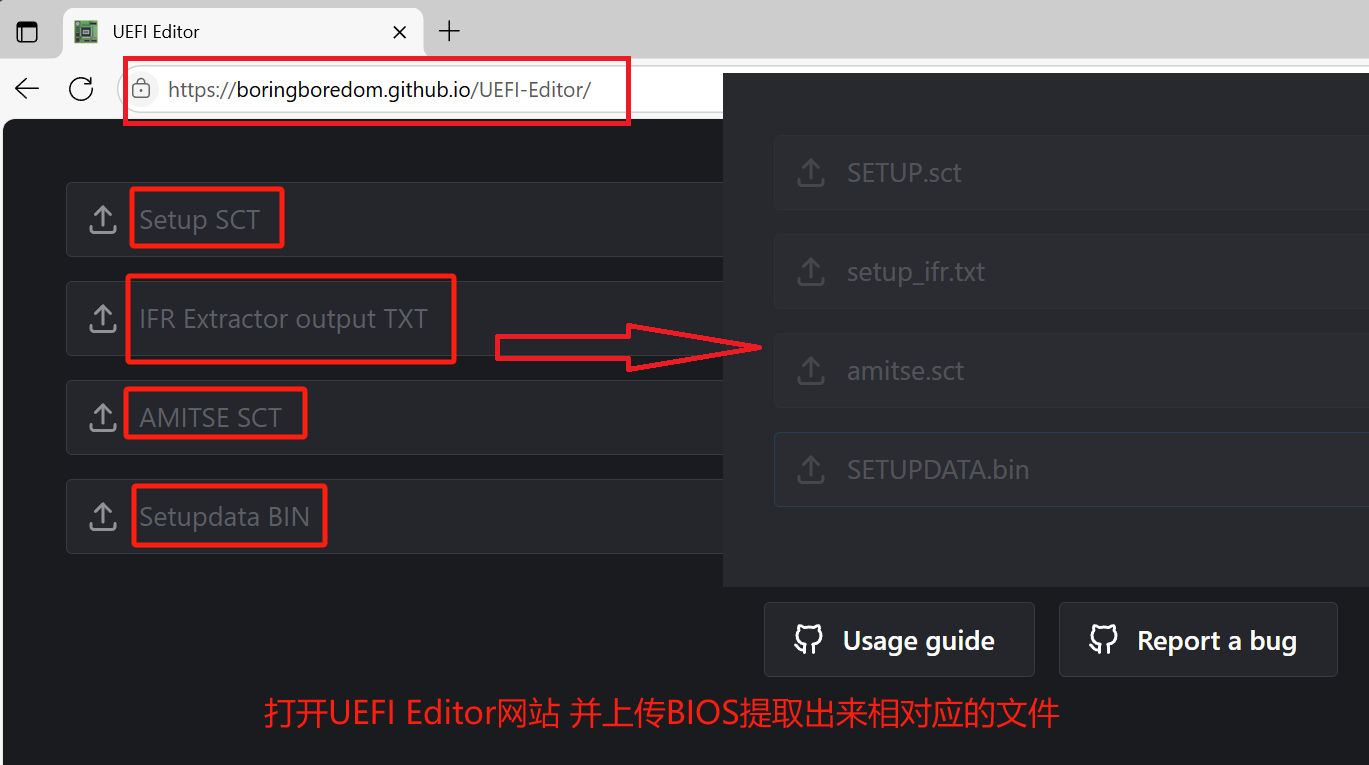 UEFI Editor
https://boringboredom.github.io/UEFI-Editor/
Setup SCT
IFR Extractor output TXT
AMITSE SCT
Setupdata BIN
SETUP.sct
setup_ifr.txt
amitse.sct
SETUPDATA.bin
Usage guide
Report a bug
打开UEFI Editor网站 并上传BIOS提取出来相对应的文件